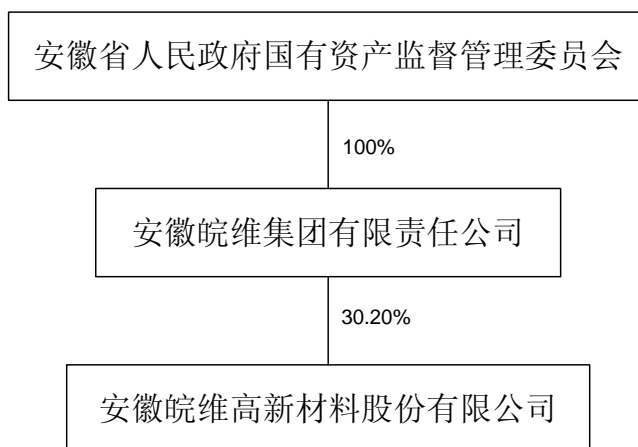 安徽省人民政府国有资产监督管理委员会
100%
安徽皖维集团有限责任公司
30.20%
安徽皖维高新材料股份有限公司